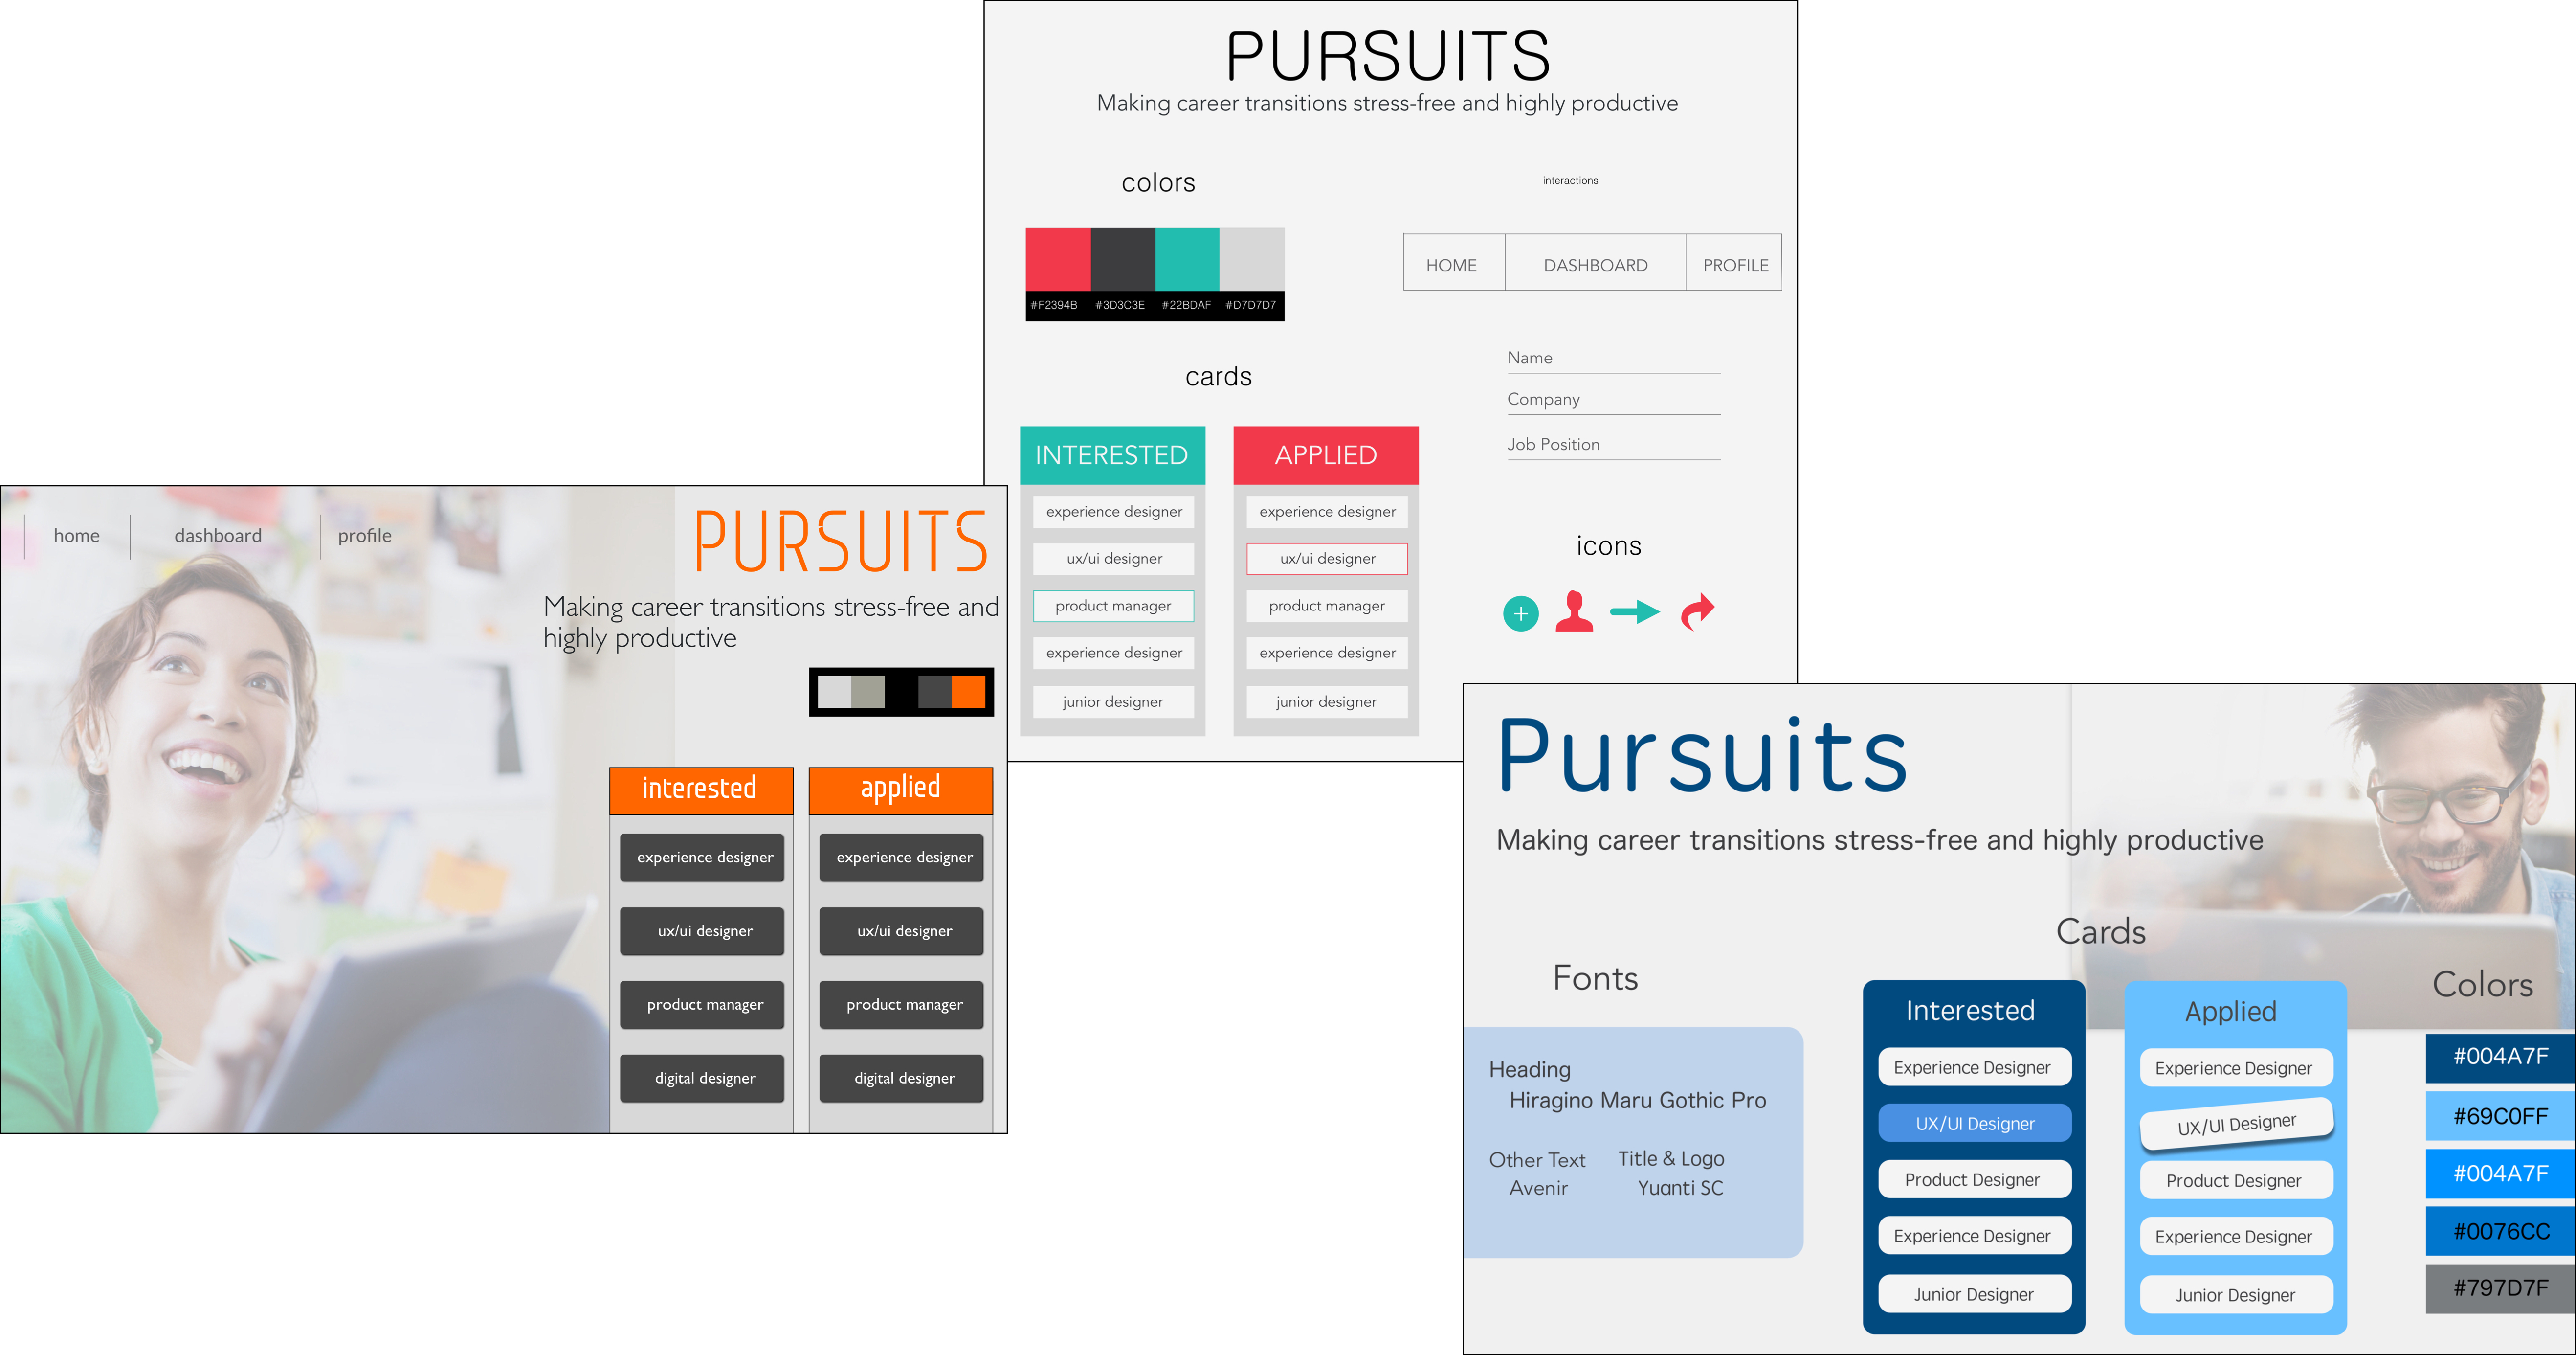 PURSUITS
Making career transitions stress-free and highly productive
colors
interactions
#F2394B #3D3C3E #22BDAF #D7D7D7
HOME DASHBOARD PROFILE
Name
Company
Job Position
cards
INTERESTED APPLIED
experience designer experience designer
ux/ui designer ux/ui designer
product manager product manager
experience designer experience designer
junior designer junior designer
icons
home dashboard profile
PURSUITS
Making career transitions stress-free and
highly productive
interested applied
experience designer experience designer
ux/ui designer ux/ui designer
product manager product manager
digital designer digital designer
Pursuits
Making career transitions stress-free and highly productive
Fonts
Heading
Hiragino Maru Gothic Pro
Other Text Title & Logo
Avenir Yuanti SC
Cards
Interested Applied
Experience Designer Experience Designer
UX/UI Designer UX/UI Designer
Product Designer Product Designer
Experience Designer Experience Designer
Junior Designer Junior Designer
Colors
#004A7F
#69C0FF
#004A7F
#0076CC
#797D7F